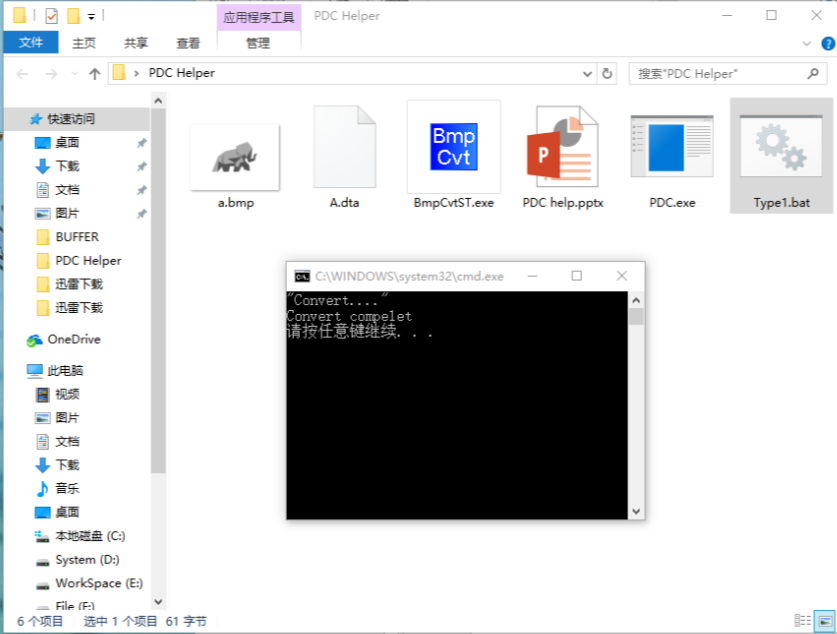 应用程序工具 PDC Helper
文件 主页 共享 查看 管理
PDC Helper 搜索"PDC Helper"
快速访问
桌面
下载
文档
图片
BUFFER
PDC Helper
迅雷下载
迅雷下载
OneDrive
此电脑
视频
图片
文档
下载
音乐
桌面
本地磁盘 (C:)
System (D:)
WorkSpace (E:)
File (F:)
Bmp
Cvt
P
a.bmp A.dta BmpCvtST.exe PDC help.pptx PDC.exe Type1.bat
C:\WINDOWS\system32\cmd.exe
"Convert...."
Convert compelet
请按任意键继续. . .
6 个项目 选中 1 个项目 61 字节